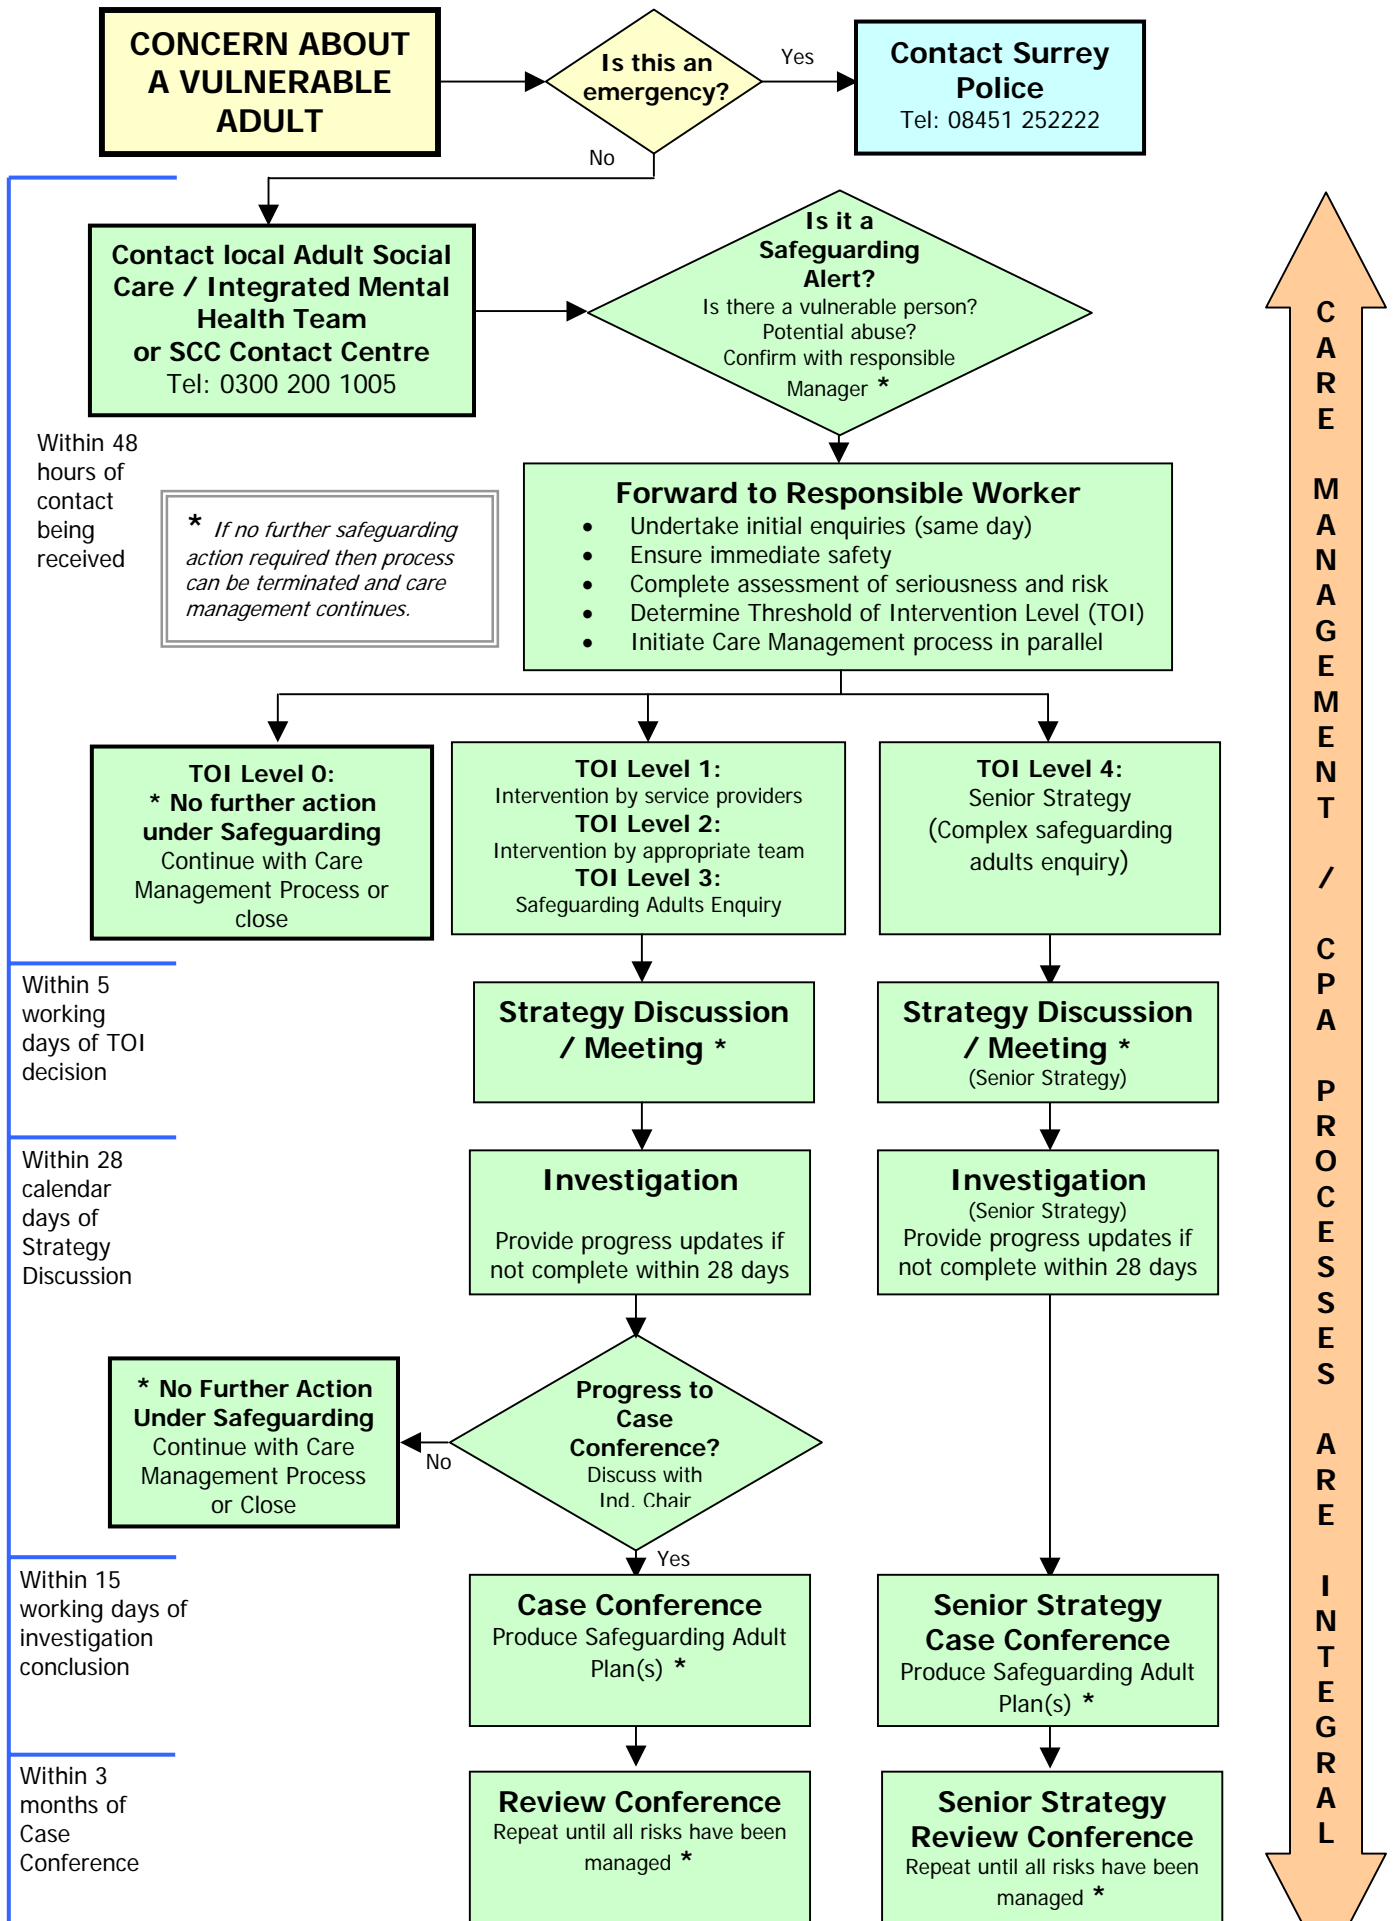 CONCERN ABOUT
A VULNERABLE
ADULT
Is this an
emergency?
Yes
Contact Surrey
Police
Tel: 08451 252222
No
Contact local Adult Social
Care / Integrated Mental
Health Team
or SCC Contact Centre
Tel: 0300 200 1005
Is it a
Safeguarding
Alert?
Is there a vulnerable person?
Potential abuse?
Confirm with responsible
Manager *
Within 48
hours of
contact
being
received
* If no further safeguarding
action required then process
can be terminated and care
management continues.
Forward to Responsible Worker
• Undertake initial enquiries (same day)
• Ensure immediate safety
• Complete assessment of seriousness and risk
• Determine Threshold of Intervention Level (TOI)
• Initiate Care Management process in parallel
TOI Level 0:
* No further action
under Safeguarding
Continue with Care
Management Process or
close
TOI Level 1:
Intervention by service providers
TOI Level 2:
Intervention by appropriate team
TOI Level 3:
Safeguarding Adults Enquiry
TOI Level 4:
Senior Strategy
(Complex safeguarding
adults enquiry)
Within 5
working
days of TOI
decision
Strategy Discussion
/ Meeting *
Strategy Discussion
/ Meeting *
(Senior Strategy)
Within 28
calendar
days of
Strategy
Discussion
Investigation
Provide progress updates if
not complete within 28 days
Investigation
(Senior Strategy)
Provide progress updates if
not complete within 28 days
* No Further Action
Under Safeguarding
Continue with Care
Management Process
or Close
No
Progress to
Case
Conference?
Discuss with
Ind. Chair
Yes
Within 15
working days of
investigation
conclusion
Case Conference
Produce Safeguarding Adult
Plan(s) *
Senior Strategy
Case Conference
Produce Safeguarding Adult
Plan(s) *
Within 3
months of
Case
Conference
Review Conference
Repeat until all risks have been
managed *
Senior Strategy
Review Conference
Repeat until all risks have been
managed *
CARE MANAGEMENT / CPA PROCESSES ARE INTEGRAL